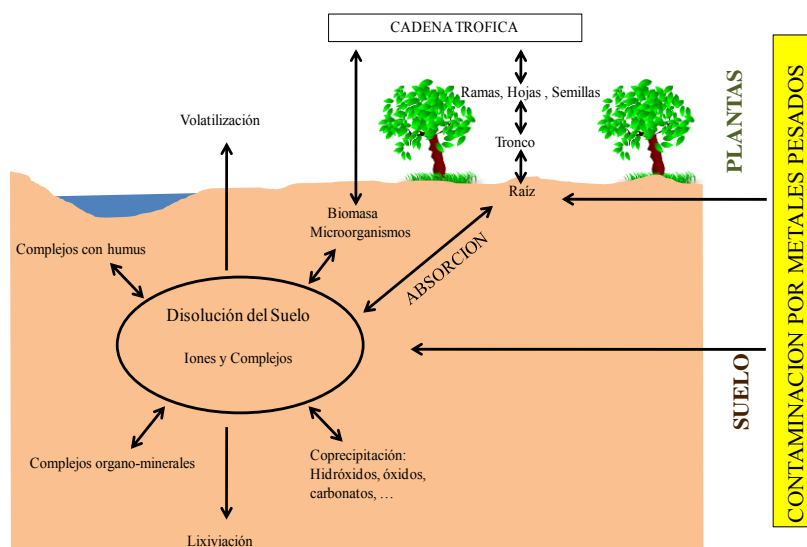 CADENA TROFICA
Ramas, Hojas , Semillas
Volatilización
Tronco
Raíz
Biomasa
Microorganismos
Complejos con humus
ABSORCION
Disolución del Suelo
Iones y Complejos
Complejos organo-minerales
Coprecipitación:
Hidróxidos, óxidos,
carbonatos, …
Lixiviación
PLANTAS
SUELO
CONTAMINACION POR METALES PESADOS